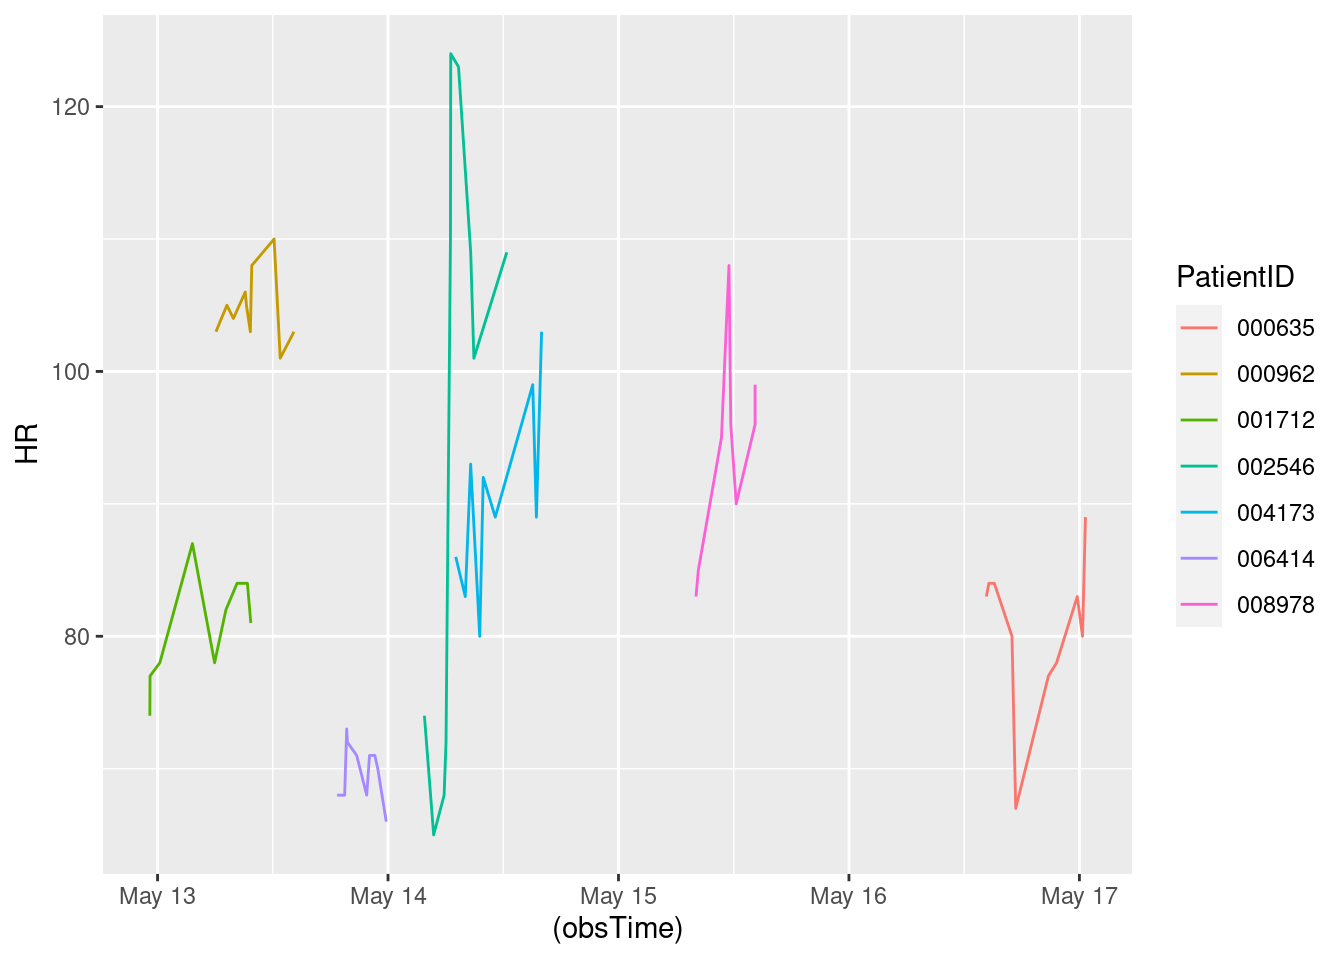 120
100
80
HR
May 13
May 14
May 15
May 16
May 17
(obsTime)
PatientID
000635
000962
001712
002546
004173
006414
008978